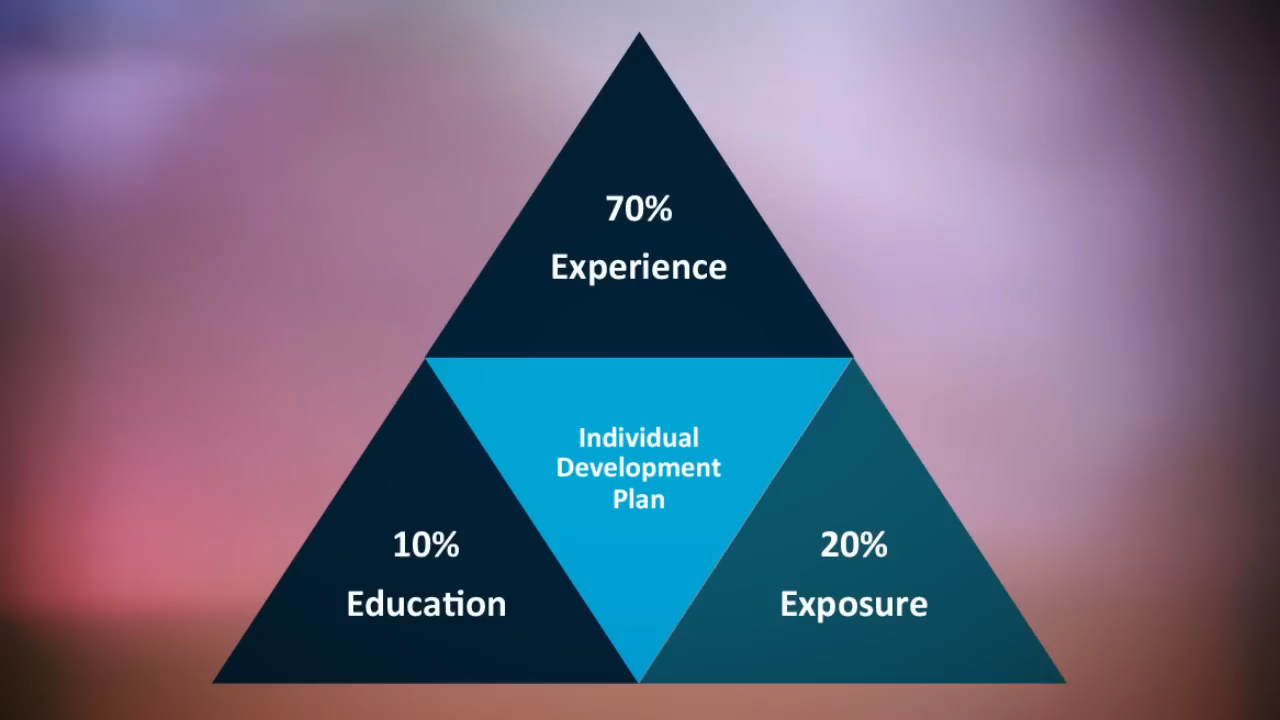 70%
Experience
Individual
Development
Plan
10%
Education
20%
Exposure